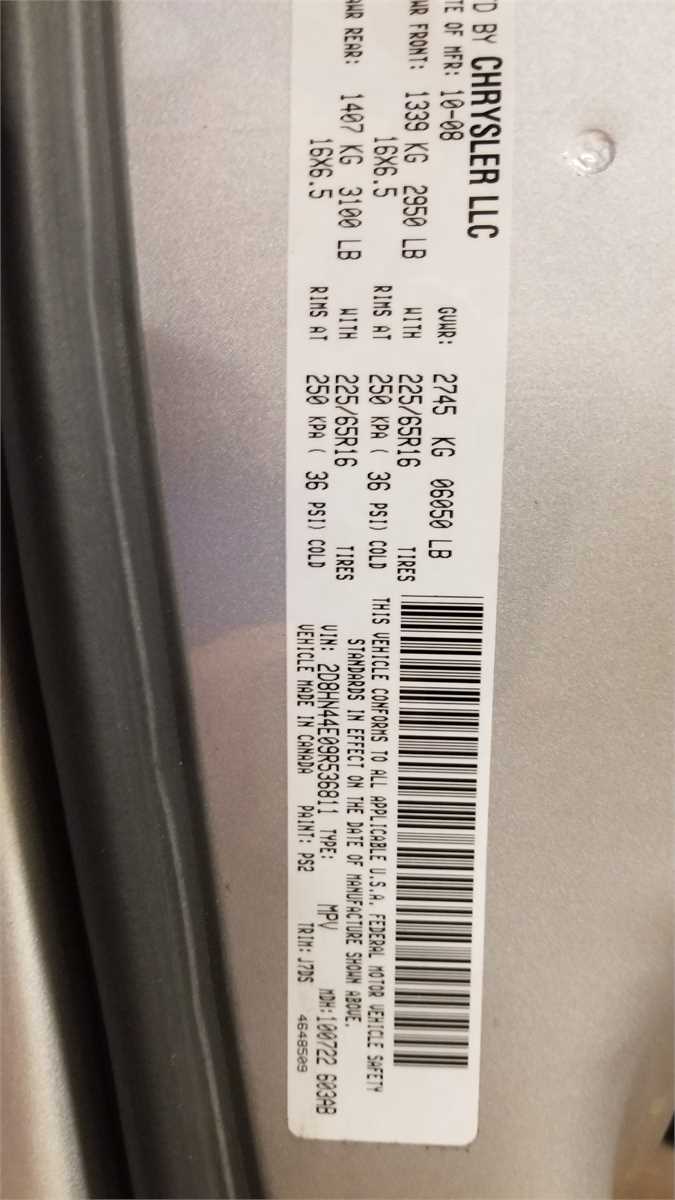 D BY CHRYSLER LLC
TE OF MFR: 10-08 GVWR: 2745 KG 06050 LB
WR FRONT: 1339 KG 2950 LB WITH 225/65R16 TIRES
16X6.5 RIMS AT 250 KPA ( 36 PSI) COLD
AWR REAR: 1407 KG 3100 LB WITH 225/65R16 TIRES
16X6.5 RIMS AT 250 KPA ( 36 PSI) COLD
THIS VEHICLE CONFORMS TO ALL APPLICABLE U.S.A. FEDERAL MOTOR VEHICLE SAFETY
STANDARDS IN EFFECT ON THE DATE OF MANUFACTURE SHOWN ABOVE.
VIN: 2D8HN44E09R536811 TYPE: MPV MDH:100722 603AB
VEHICLE MADE IN CANADA PAINT: PS2 TRIM: J7DS 4648509